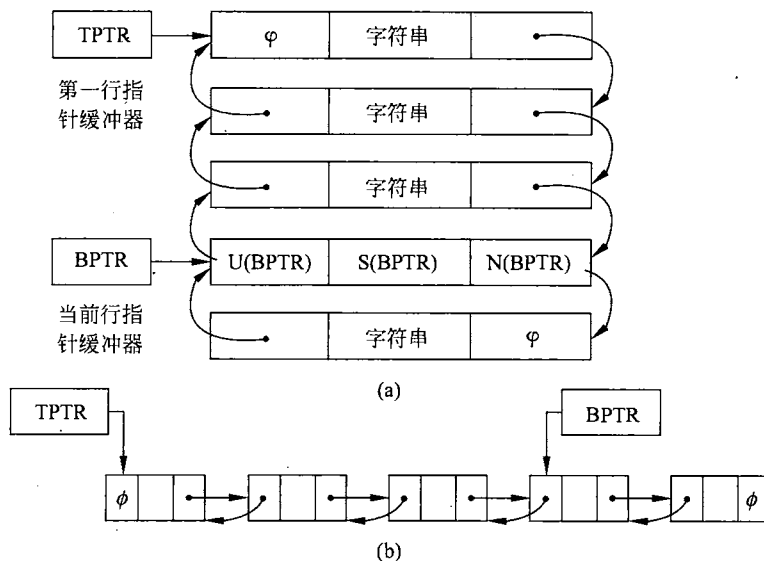 TPTR
φ
字符串
第一行指
针缓冲器
字符串
字符串
BPTR
U(BPTR)
S(BPTR)
N(BPTR)
当前行指
针缓冲器
字符串
φ
(a)
TPTR
BPTR
ϕ
ϕ
(b)